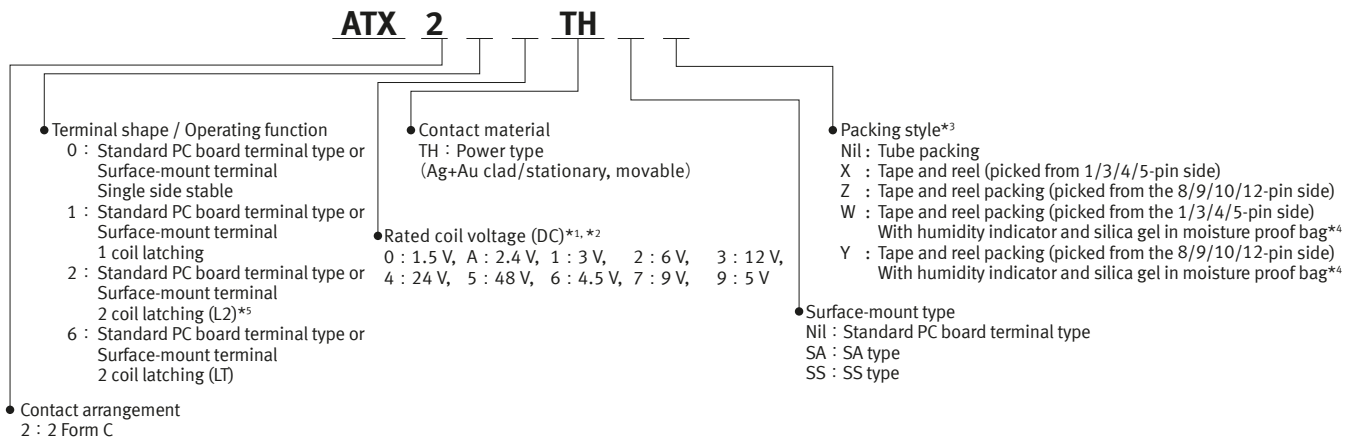 ATX 2 _ _ TH _ _
Terminal shape / Operating function
0 : Standard PC board terminal type or
Surface-mount terminal
Single side stable
1 : Standard PC board terminal type or
Surface-mount terminal
1 coil latching
2 : Standard PC board terminal type or
Surface-mount terminal
2 coil latching (L2)*5
6 : Standard PC board terminal type or
Surface-mount terminal
2 coil latching (LT)
Contact arrangement
2 : 2 Form C
Contact material
TH : Power type
(Ag+Au clad/stationary, movable)
Rated coil voltage (DC)*1, *2
0 : 1.5 V, A : 2.4 V, 1 : 3 V, 2 : 6 V, 3 : 12 V,
4 : 24 V, 5 : 48 V, 6 : 4.5 V, 7 : 9 V, 9 : 5 V
Packing style*3
Nil : Tube packing
X : Tape and reel (picked from 1/3/4/5-pin side)
Z : Tape and reel packing (picked from the 8/9/10/12-pin side)
W : Tape and reel packing (picked from the 1/3/4/5-pin side)
With humidity indicator and silica gel in moisture proof bag*4
Y : Tape and reel packing (picked from the 8/9/10/12-pin side)
With humidity indicator and silica gel in moisture proof bag*4
Surface-mount type
Nil : Standard PC board terminal type
SA : SA type
SS : SS type